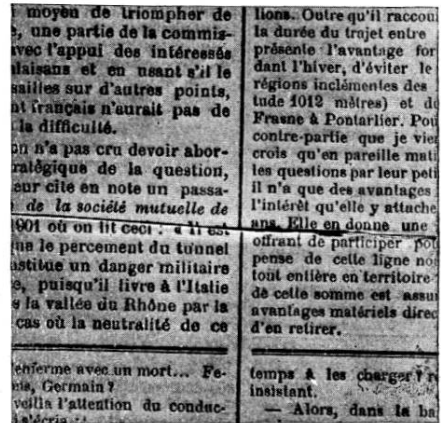 moyen de triompher de
, une partie de la commis-
avec l'appui des intéressés
laisans et en usant s'il le
sailles sur d'autres points,
nt français n'aurait pas de
la difficulté.
on n'a pas cru devoir abor-
ratégique de la question,
eur cite en note un passa-
de la société mutuelle de
1901 où on lit ceci : « Il est
que le percement du tunnel
nstitue un danger militaire
e, puisqu'il livre à l'Italie
e la vallée du Rhône par la
cas où la neutralité de ce
enferme avec un mort... Fe-
ais, Germain ?
veilla l'attention du conduc-
s'écria :
lions. Outre qu'il raccou
la durée du trajet entre
présente l'avantage for
dant l'hiver, d'éviter le
régions inclémentes des
tude 1012 mètres) et du
Frasne à Pontarlier. Pou
contre-partie que je vie
crois qu'en pareille mati
les questions par leur peti
il n'a que des avantages
l'intérêt qu'elle y attache
ans. Elle en donne une
offrant de participer pou
pense de cette ligne no
tout entière en territoire
de cette somme est assu
avantages matériels direc
d'en retirer.
temps à les charger r
insistant.
— Alors, dans la ba